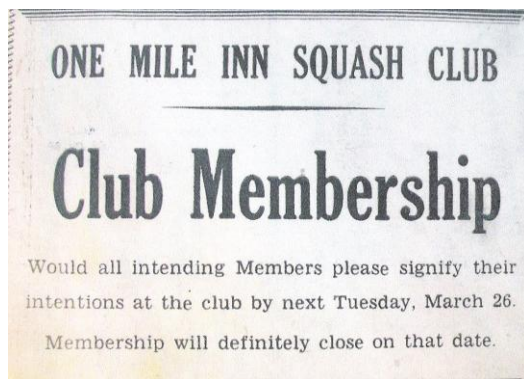 ONE MILE INN SQUASH CLUB
Club Membership
Would all intending Members please signify their
intentions at the club by next Tuesday, March 26.
Membership will definitely close on that date.